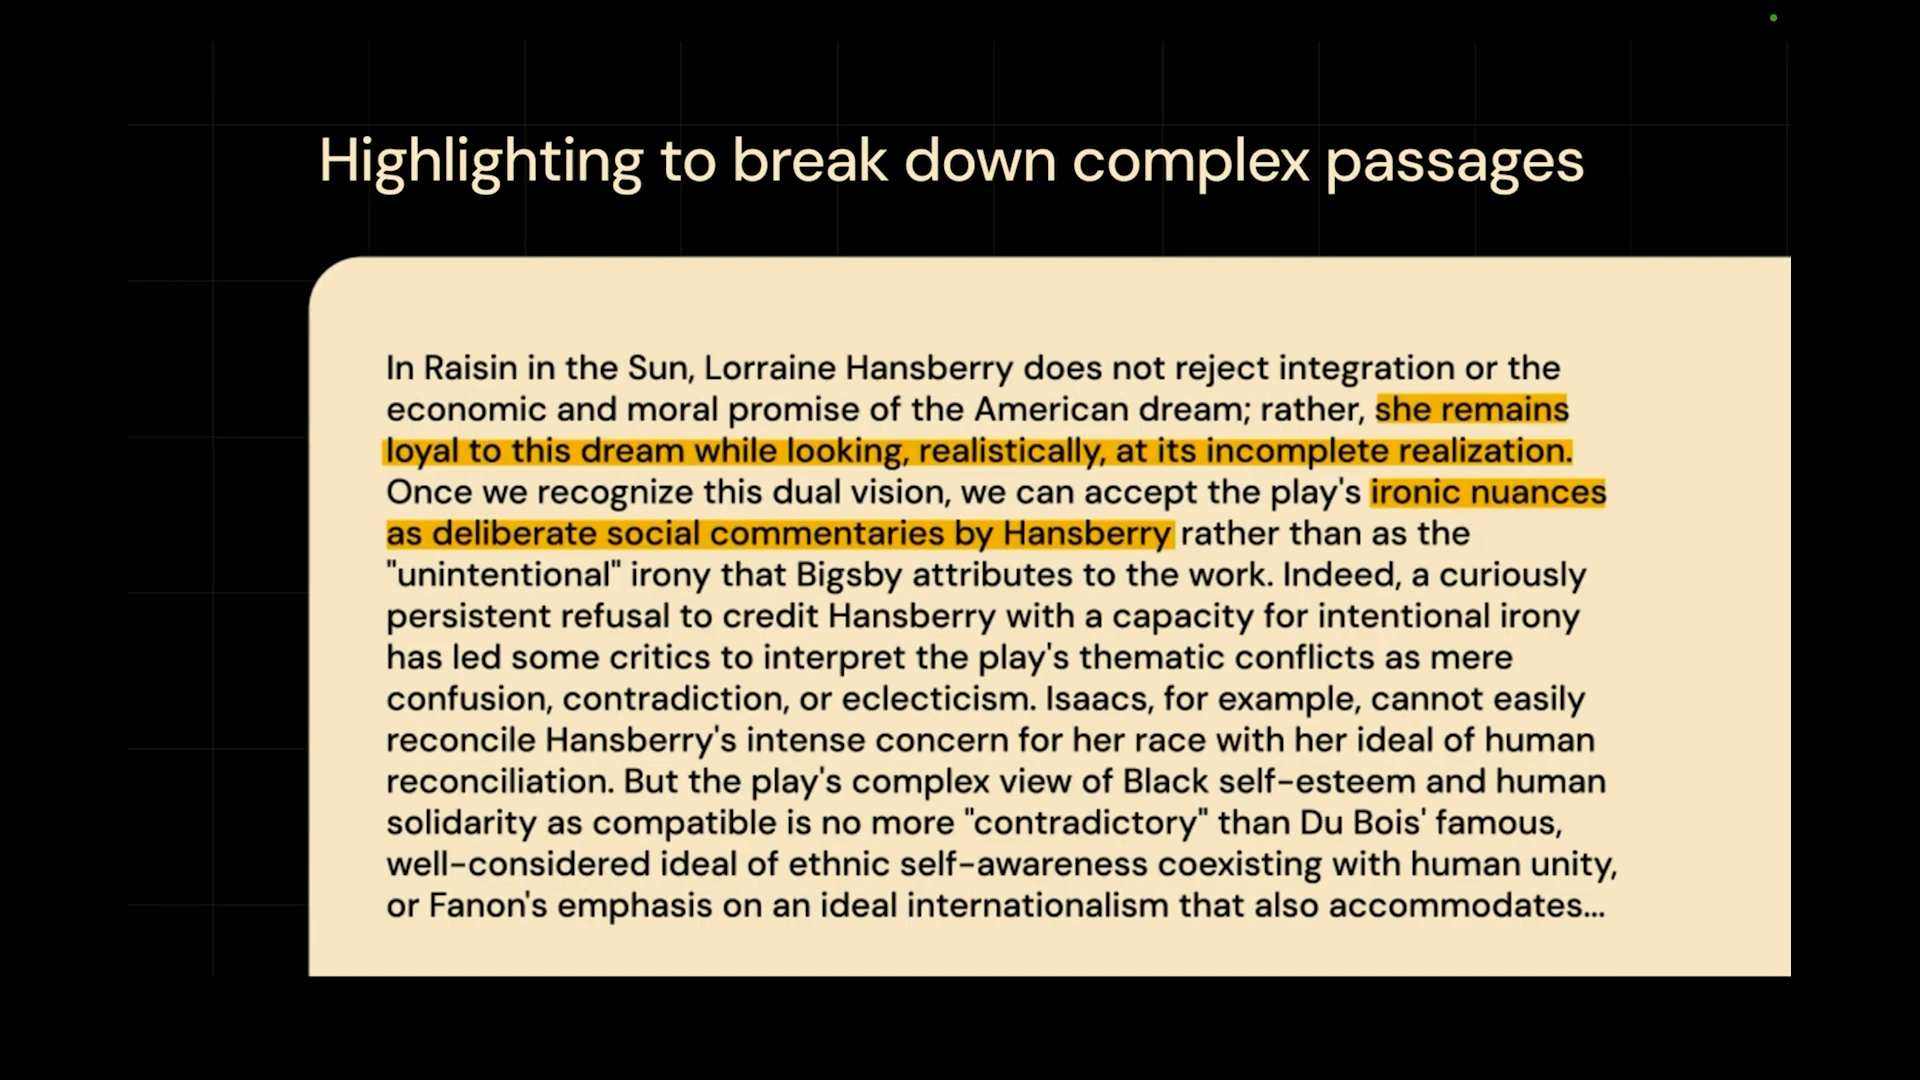 Highlighting to break down complex passages
In Raisin in the Sun, Lorraine Hansberry does not reject integration or the
economic and moral promise of the American dream; rather, she remains
loyal to this dream while looking, realistically, at its incomplete realization.
Once we recognize this dual vision, we can accept the play's ironic nuances
as deliberate social commentaries by Hansberry rather than as the
"unintentional" irony that Bigsby attributes to the work. Indeed, a curiously
persistent refusal to credit Hansberry with a capacity for intentional irony
has led some critics to interpret the play's thematic conflicts as mere
confusion, contradiction, or eclecticism. Isaacs, for example, cannot easily
reconcile Hansberry's intense concern for her race with her ideal of human
reconciliation. But the play's complex view of Black self-esteem and human
solidarity as compatible is no more "contradictory" than Du Bois' famous,
well-considered ideal of ethnic self-awareness coexisting with human unity,
or Fanon's emphasis on an ideal internationalism that also accommodates...